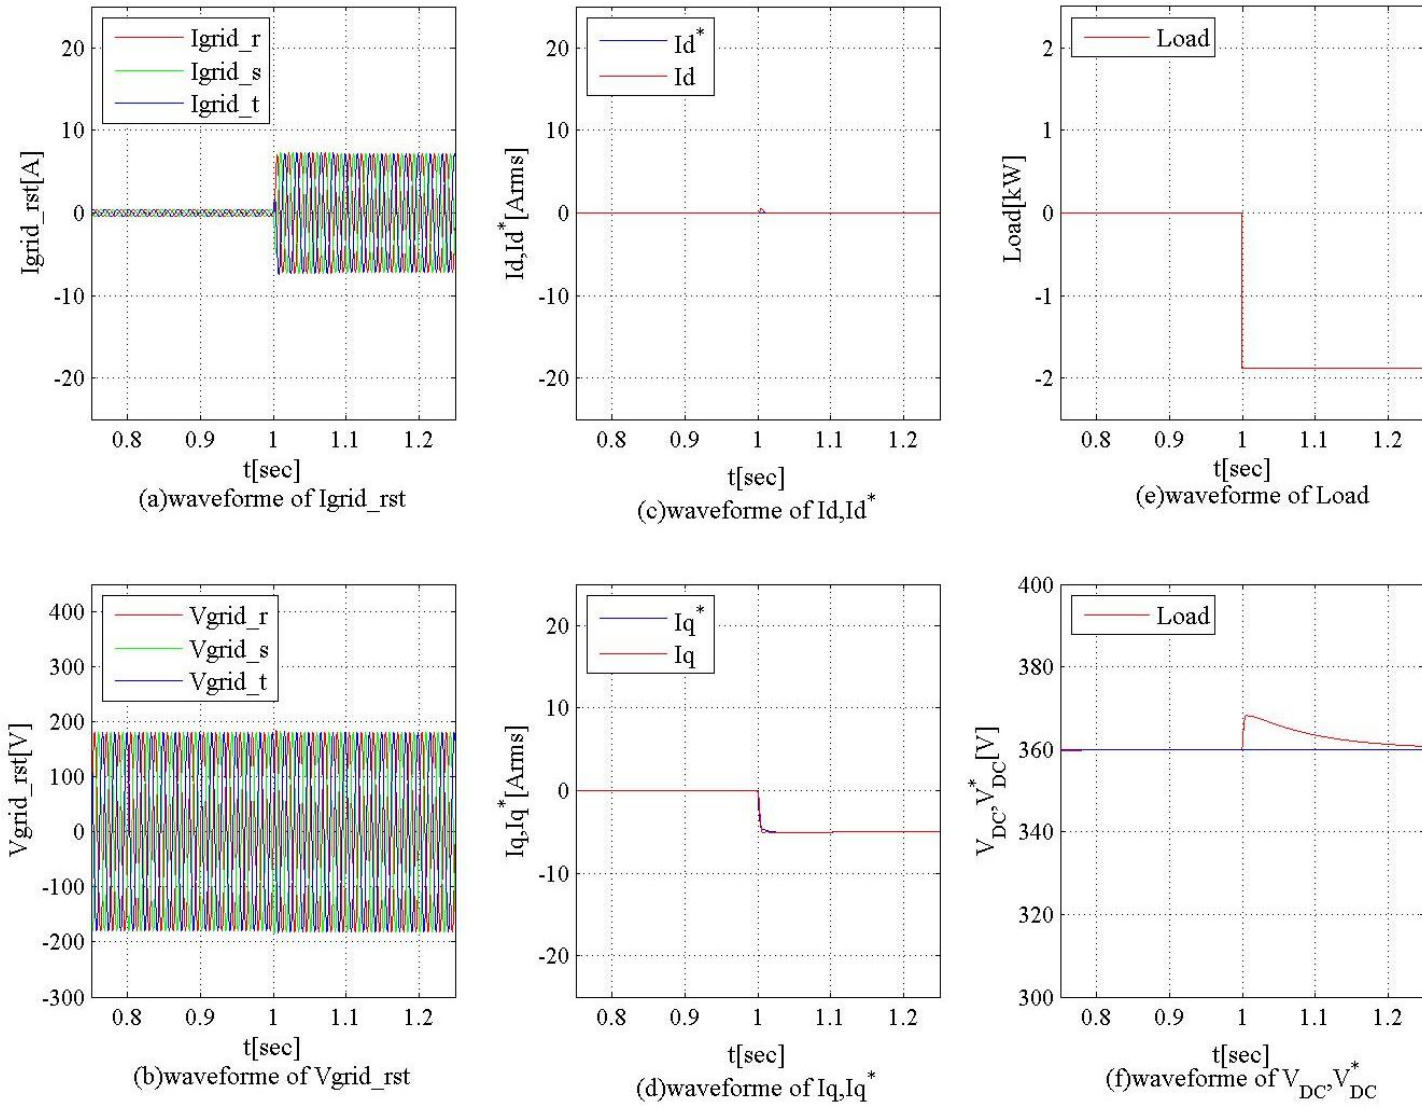 Igrid_r
Igrid_s
Igrid_t
20
10
0
-10
-20
Igrid_rst[A]
0.8 0.9 1 1.1 1.2
t[sec]
(a)waveforme of Igrid_rst
Id*
Id
20
10
0
-10
-20
Id,Id*[Arms]
0.8 0.9 1 1.1 1.2
t[sec]
(c)waveforme of Id,Id*
Load
2
1
0
-1
-2
Load[kW]
0.8 0.9 1 1.1 1.2
t[sec]
(e)waveforme of Load
Vgrid_r
Vgrid_s
Vgrid_t
400
300
200
100
0
-100
-200
-300
Vgrid_rst[V]
0.8 0.9 1 1.1 1.2
t[sec]
(b)waveforme of Vgrid_rst
Iq*
Iq
20
10
0
-10
-20
Iq,Iq*[Arms]
0.8 0.9 1 1.1 1.2
t[sec]
(d)waveforme of Iq,Iq*
Load
400
380
360
340
320
300
V_DC,V*_DC[V]
0.8 0.9 1 1.1 1.2
t[sec]
(f)waveforme of V_DC,V*_DC